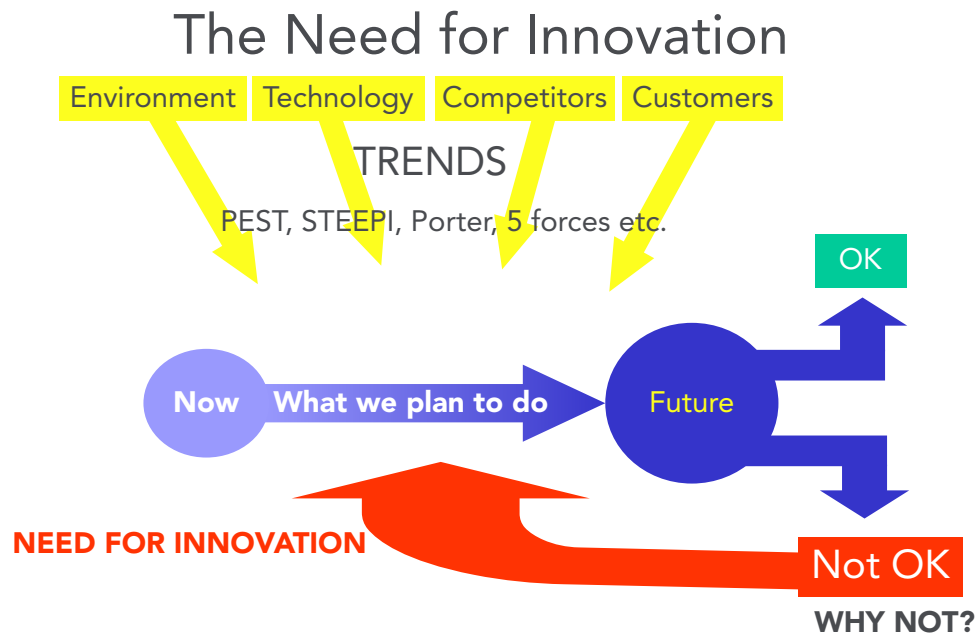 The Need for Innovation
Environment
Technology
Competitors
Customers
TRENDS
PEST, STEEPI, Porter, 5 forces etc.
OK
Now
What we plan to do
Future
NEED FOR INNOVATION
Not OK
WHY NOT?